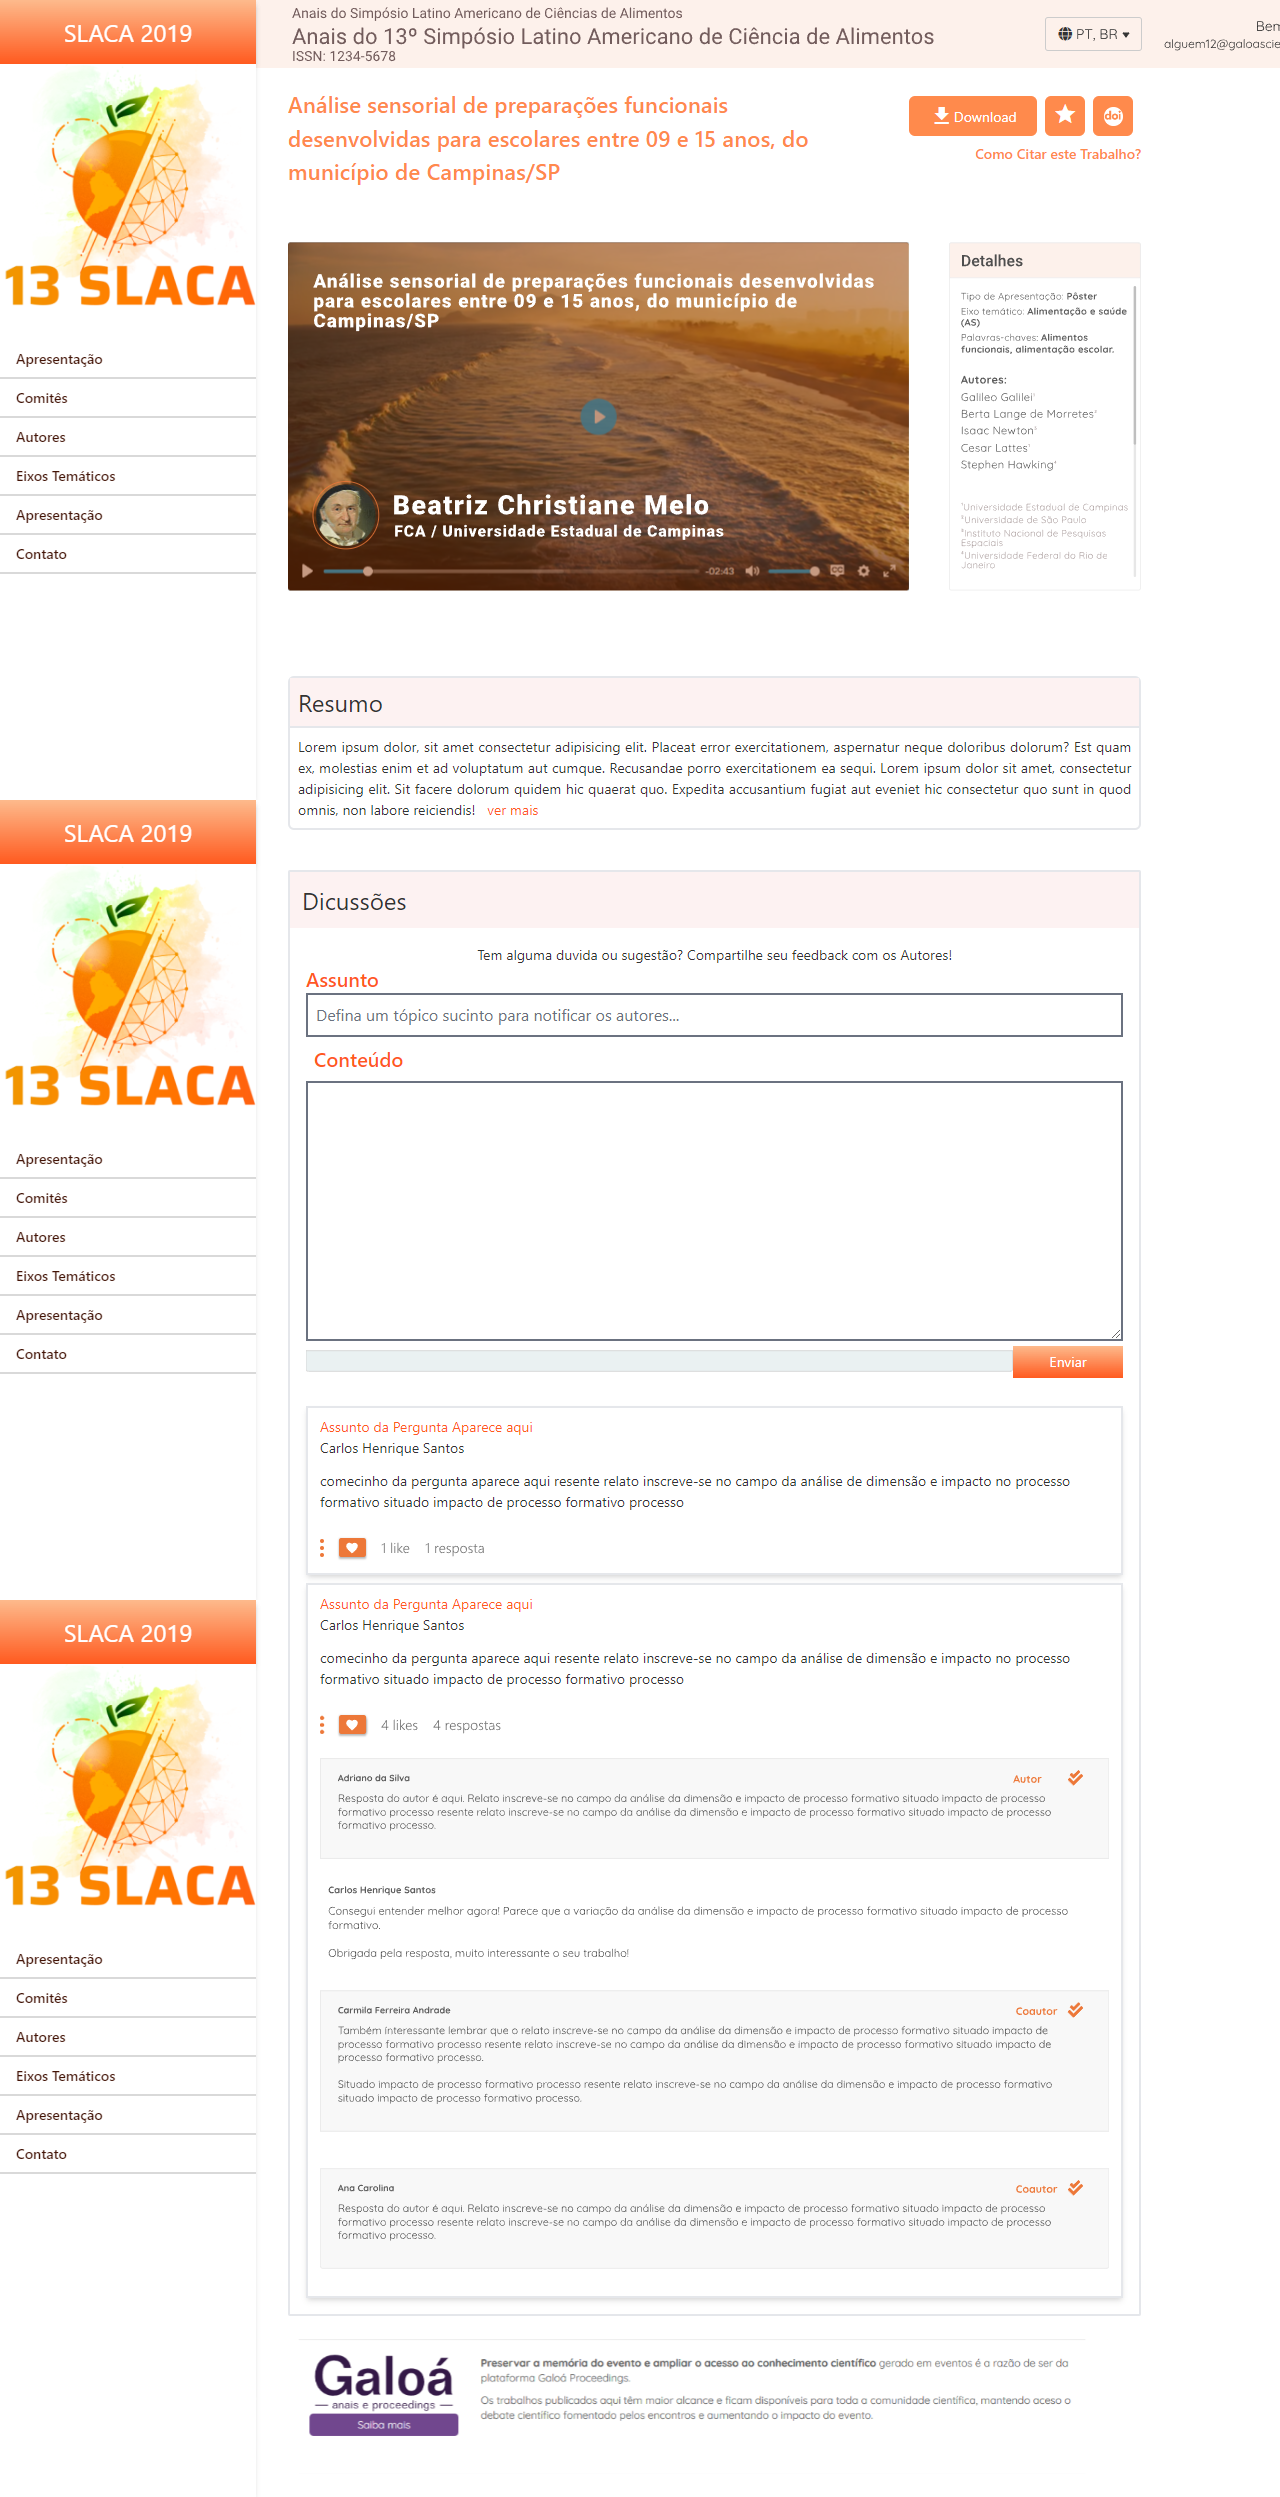 SLACA 2019
13 SLACA
Apresentação
Comitês
Autores
Eixos Temáticos
Apresentação
Contato
SLACA 2019
13 SLACA
Apresentação
Comitês
Autores
Eixos Temáticos
Apresentação
Contato
SLACA 2019
13 SLACA
Apresentação
Comitês
Autores
Eixos Temáticos
Apresentação
Contato
Anais do Simpósio Latino Americano de Ciências de Alimentos
Anais do 13º Simpósio Latino Americano de Ciência de Alimentos
ISSN: 1234-5678
PT, BR
Bem
alguem12@galoascie
Análise sensorial de preparações funcionais
desenvolvidas para escolares entre 09 e 15 anos, do
município de Campinas/SP
Download
doi
Como Citar este Trabalho?
Análise sensorial de preparações funcionais desenvolvidas
para escolares entre 09 e 15 anos, do município de
Campinas/SP
Beatriz Christiane Melo
FCA / Universidade Estadual de Campinas
-02:43
CC
Detalhes
Tipo de Apresentação: Pôster
Eixo temático: Alimentação e saúde
(AS)
Palavras-chaves: Alimentos
funcionais, alimentação escolar.
Autores:
Galileo Galilei
Berta Lange de Morretes
Isaac Newton
Cesar Lattes
Stephen Hawking
Universidade Estadual de Campinas
Universidade de São Paulo
Instituto Nacional de Pesquisas
Espaciais
Universidade Federal do Rio de
Janeiro
Resumo
Lorem ipsum dolor, sit amet consectetur adipisicing elit. Placeat error exercitationem, aspernatur neque doloribus dolorum? Est quam
ex, molestias enim et ad voluptatum aut cumque. Recusandae porro exercitationem ea sequi. Lorem ipsum dolor sit amet, consectetur
adipisicing elit. Sit facere dolorum quidem hic quaerat quo. Expedita accusantium fugiat aut eveniet hic consectetur quo sunt in quod
omnis, non labore reiciendis! ver mais
Dicussões
Tem alguma duvida ou sugestão? Compartilhe seu feedback com os Autores!
Assunto
Defina um tópico sucinto para notificar os autores...
Conteúdo
Enviar
Assunto da Pergunta Aparece aqui
Carlos Henrique Santos
comecinho da pergunta aparece aqui resente relato inscreve-se no campo da análise de dimensão e impacto no processo
formativo situado impacto de processo formativo processo
1 like 1 resposta
Assunto da Pergunta Aparece aqui
Carlos Henrique Santos
comecinho da pergunta aparece aqui resente relato inscreve-se no campo da análise de dimensão e impacto no processo
formativo situado impacto de processo formativo processo
4 likes 4 respostas
Adriano da Silva
Autor
Resposta do autor é aqui. Relato inscreve-se no campo da análise da dimensão e impacto de processo formativo situado impacto de processo
formativo processo resente relato inscreve-se no campo da análise da dimensão e impacto de processo formativo situado impacto de processo
formativo processo.
Carlos Henrique Santos
Consegui entender melhor agora! Parece que a variação da análise da dimensão e impacto de processo formativo situado impacto de processo
formativo.
Obrigada pela resposta, muito interessante o seu trabalho!
Carmila Ferreira Andrade
Coautor
Também interessante lembrar que o relato inscreve-se no campo da análise da dimensão e impacto de processo formativo situado impacto de
processo formativo processo resente relato inscreve-se no campo da análise da dimensão e impacto de processo formativo situado impacto de
processo formativo processo.
Situado impacto de processo formativo processo resente relato inscreve-se no campo da análise da dimensão e impacto de processo formativo
situado impacto de processo formativo processo.
Ana Carolina
Coautor
Resposta do autor é aqui. Relato inscreve-se no campo da análise da dimensão e impacto de processo formativo situado impacto de processo
formativo processo resente relato inscreve-se no campo da análise da dimensão e impacto de processo formativo situado impacto de processo
formativo processo.
Galoá
anais e proceedings
Saiba mais
Preservar a memória do evento e ampliar o acesso ao conhecimento científico gerado em eventos é a razão de ser da
plataforma Galoá Proceedings.
Os trabalhos publicados aqui têm maior alcance e ficam disponíveis para toda a comunidade científica, mantendo aceso o
debate científico fomentado pelos encontros e aumentando o impacto do evento.